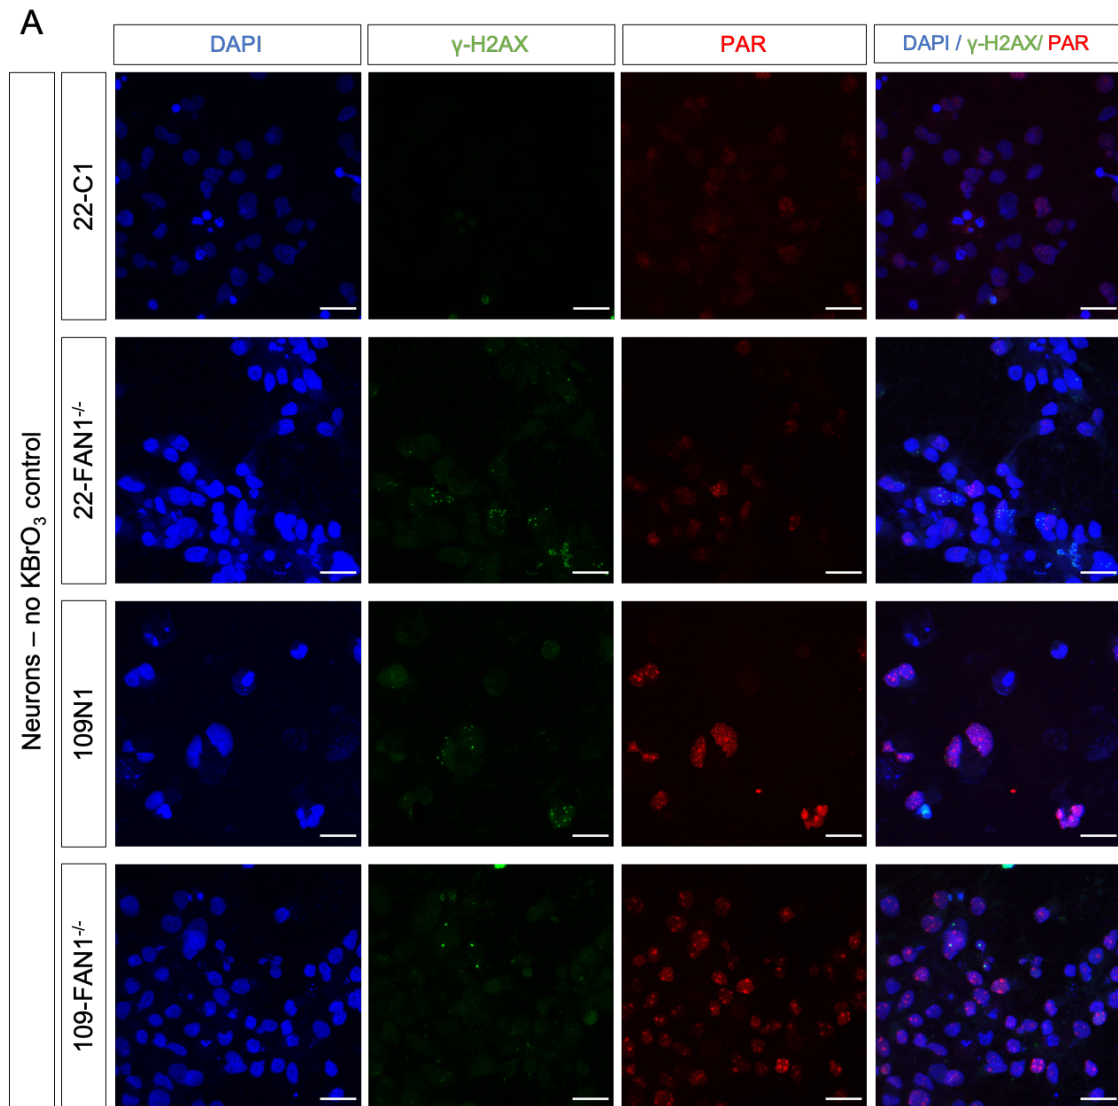 A
DAPI
γ-H2AX
PAR
DAPI / γ-H2AX/ PAR
Neurons – no KBrO₃ control
22-C1
22-FAN1⁻/⁻
109N1
109-FAN1⁻/⁻